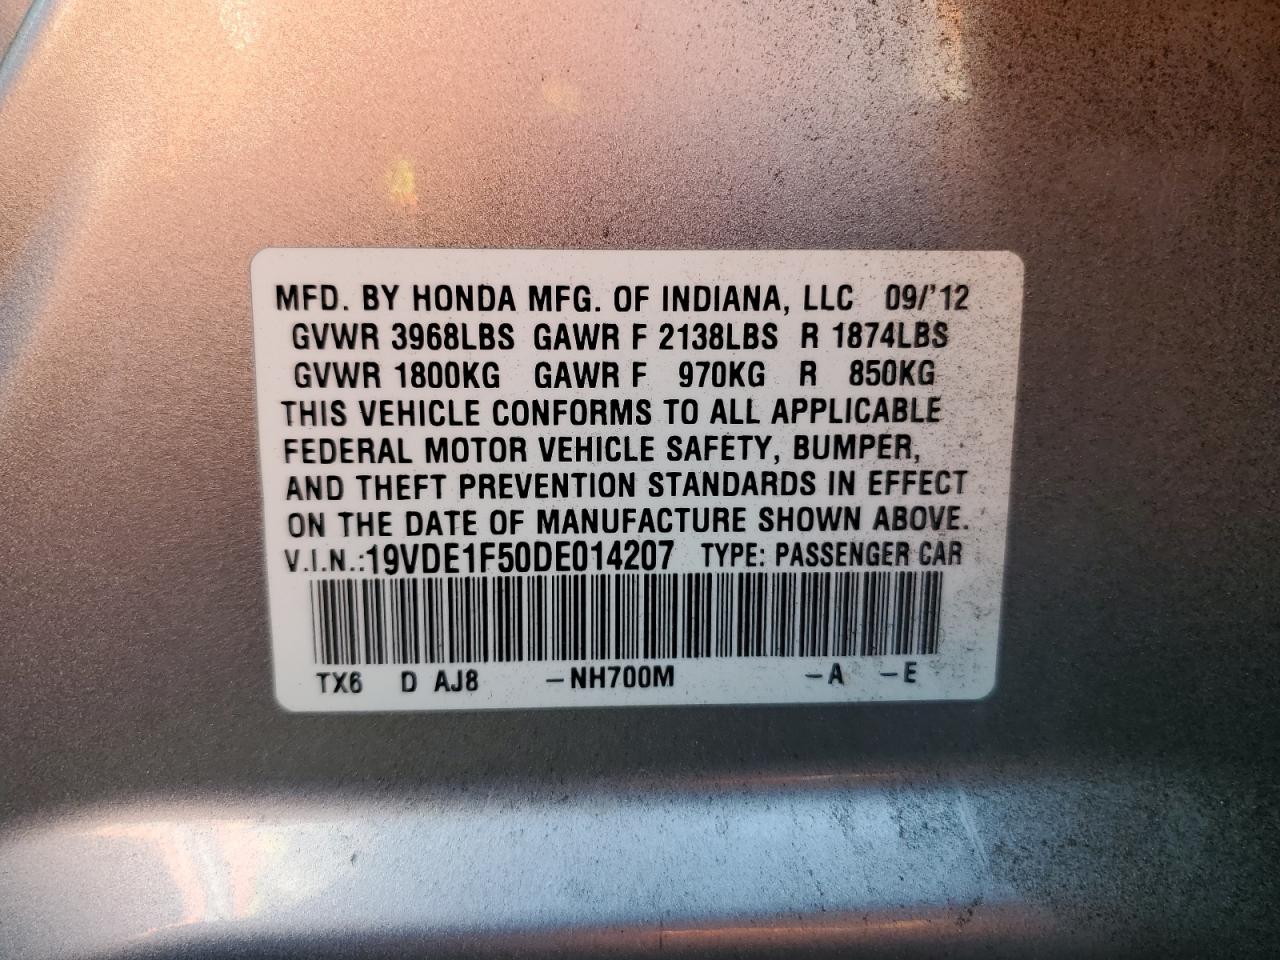 MFD. BY HONDA MFG. OF INDIANA, LLC 09/'12
GVWR 3968LBS GAWR F 2138LBS R 1874LBS
GVWR 1800KG GAWR F 970KG R 850KG
THIS VEHICLE CONFORMS TO ALL APPLICABLE
FEDERAL MOTOR VEHICLE SAFETY, BUMPER,
AND THEFT PREVENTION STANDARDS IN EFFECT
ON THE DATE OF MANUFACTURE SHOWN ABOVE.
V.I.N.:19VDE1F50DE014207 TYPE: PASSENGER CAR
TX6 D AJ8 –NH700M –A –E